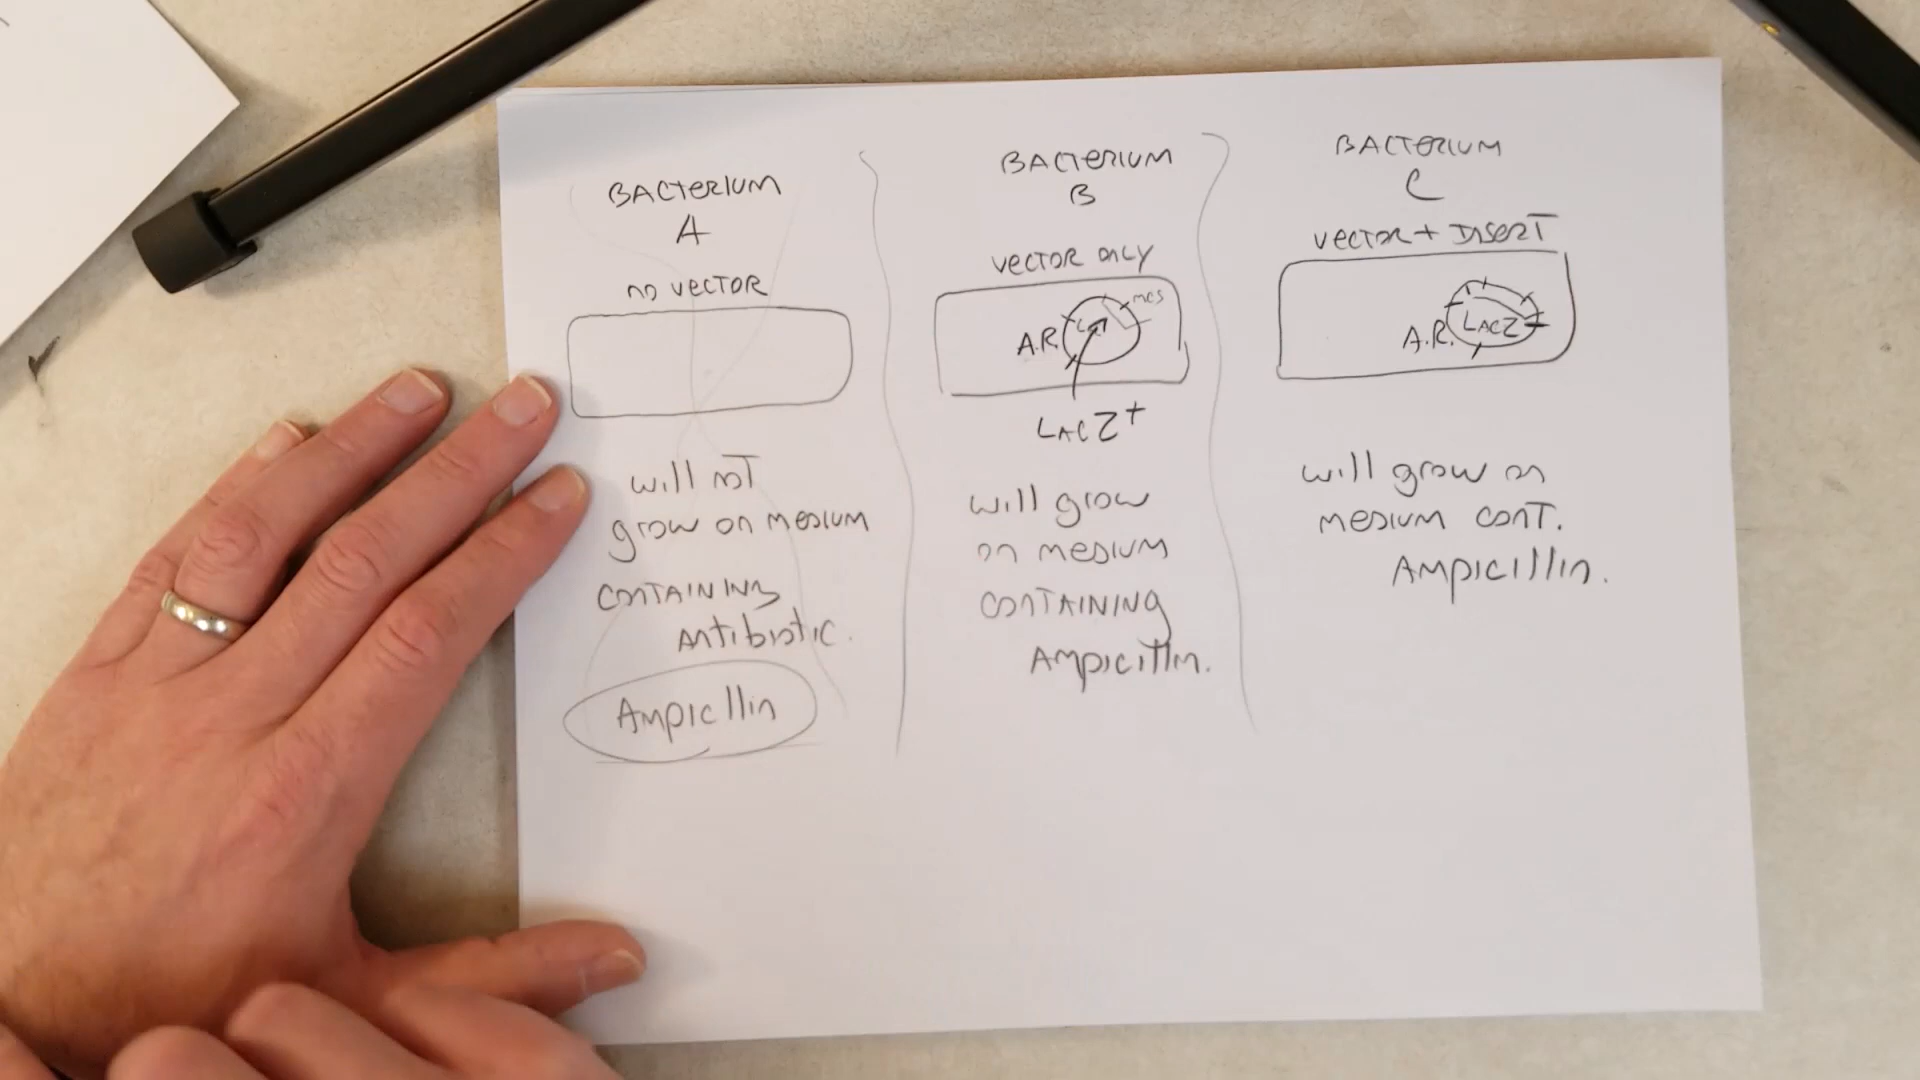 BACTERIUM
A
no VECTOR
will noT
grow on MEDIUM
CONTAINING
AntibioTic.
Ampicllin
BACTERIUM
B
VECTOR ONLY
MCS
A.R.
LACZ+
will grow
on MEDIUM
CONTAINING
Ampicillin.
BACTERIUM
C
VECTOR + INSERT
LACZ
A.R.
will grow on
MEDIUM CONT.
Ampicillin.